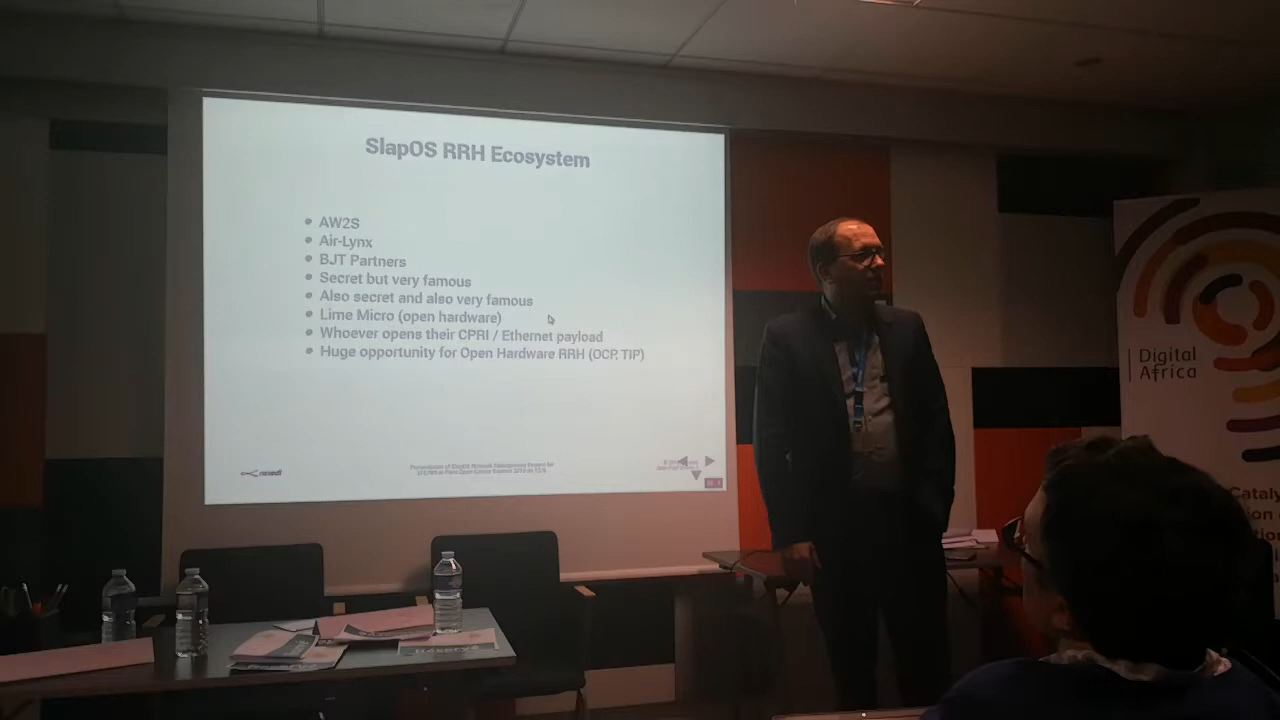 SlapOS RRH Ecosystem
AW2S
Air-Lynx
BJT Partners
Secret but very famous
Also secret and also very famous
Lime Micro (open hardware)
Whoever opens their CPRI / Ethernet payload
Huge opportunity for Open Hardware RRH (OCP, TIP)
nexedi
Digital
Africa
Réservé